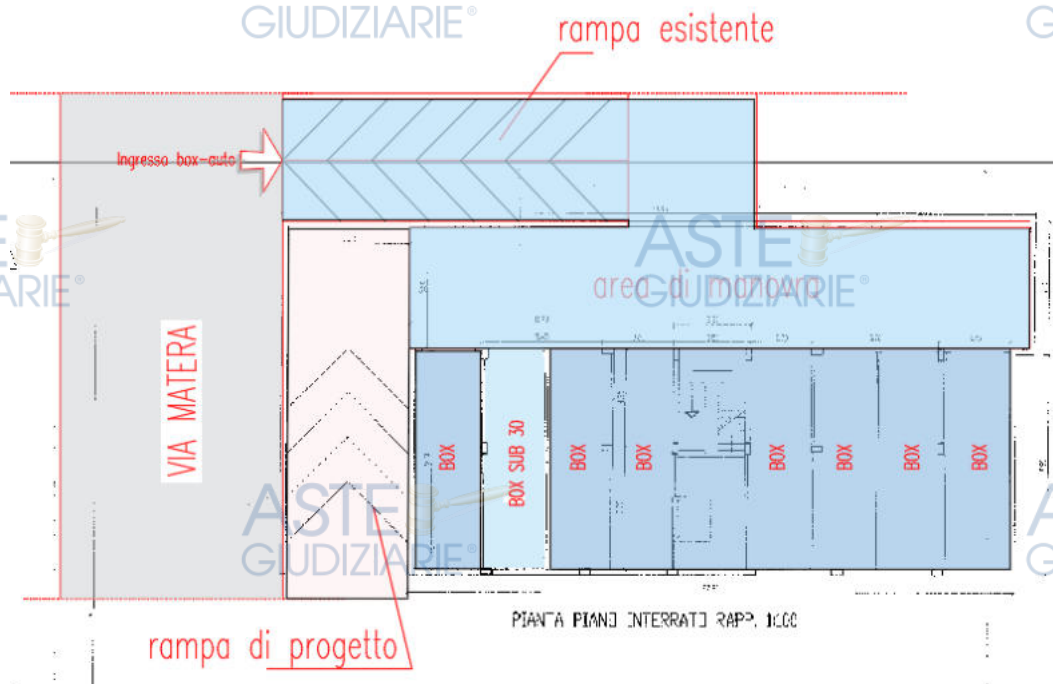 GIUDIZIARIE®
rampa esistente
Ingresso box-auto
ASTE
GIUDIZIARIE®
area di manovra
VIA MATERA
BOX
BOX SUB 30
BOX
BOX
BOX
BOX
BOX
BOX
ASTE
GIUDIZIARIE®
PIANTA PIANO INTERRATO RAPP. 1:100
rampa di progetto